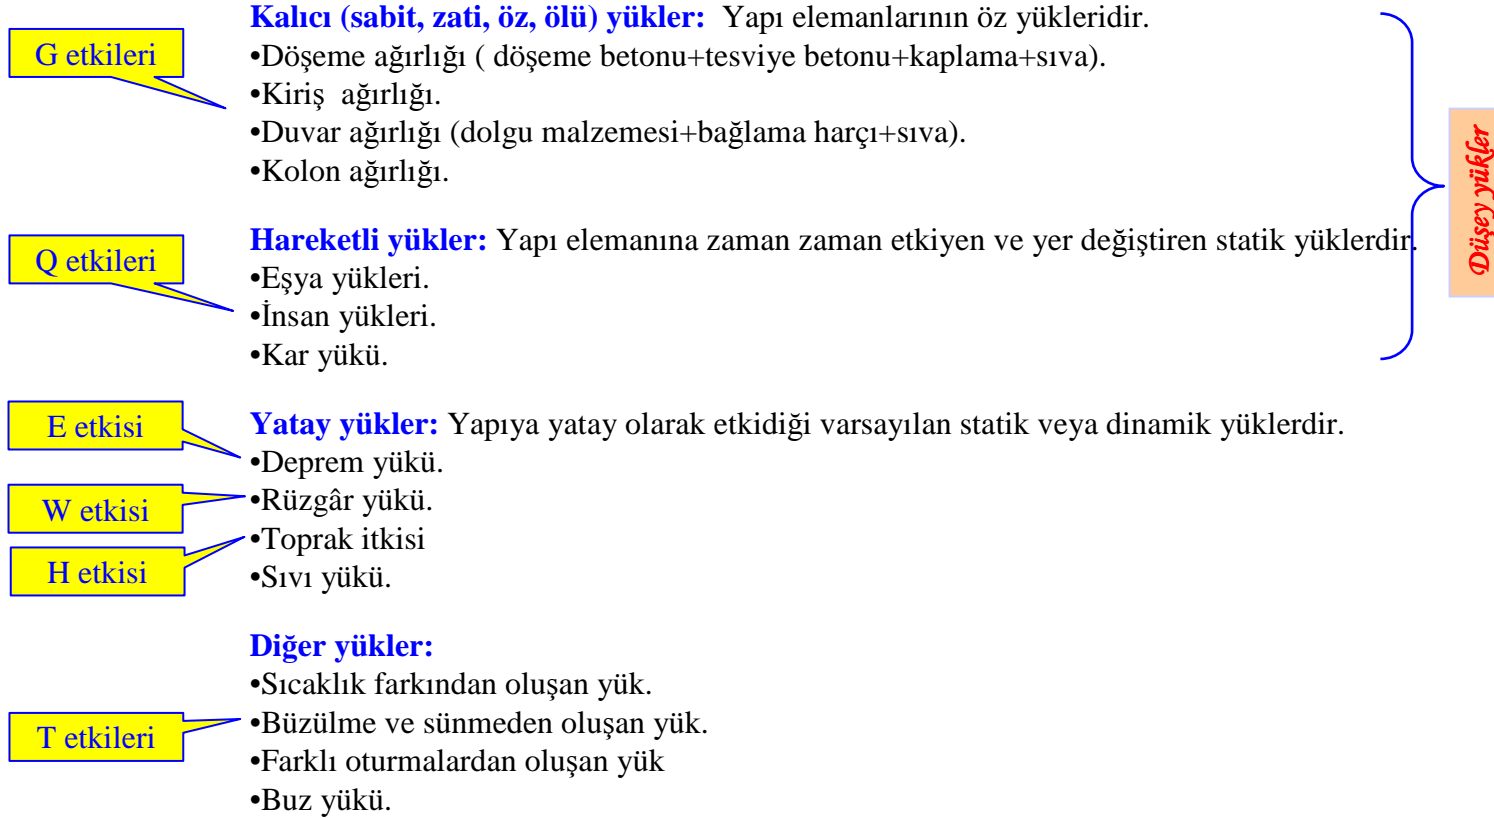 Kalıcı (sabit, zati, öz, ölü) yükler: Yapı elemanlarının öz yükleridir.
G etkileri
•Döşeme ağırlığı ( döşeme betonu+tesviye betonu+kaplama+sıva).
•Kiriş ağırlığı.
•Duvar ağırlığı (dolgu malzemesi+bağlama harçı+sıva).
•Kolon ağırlığı.
Düşey yükler
Hareketli yükler: Yapı elemanına zaman zaman etkiyen ve yer değiştiren statik yüklerdir.
Q etkileri
•Eşya yükleri.
•İnsan yükleri.
•Kar yükü.
E etkisi
Yatay yükler: Yapıya yatay olarak etkidiği varsayılan statik veya dinamik yüklerdir.
•Deprem yükü.
W etkisi
•Rüzgâr yükü.
•Toprak itkisi
H etkisi
•Sıvı yükü.
Diğer yükler:
•Sıcaklık farkından oluşan yük.
T etkileri
•Büzülme ve sünmeden oluşan yük.
•Farklı oturmalardan oluşan yük
•Buz yükü.